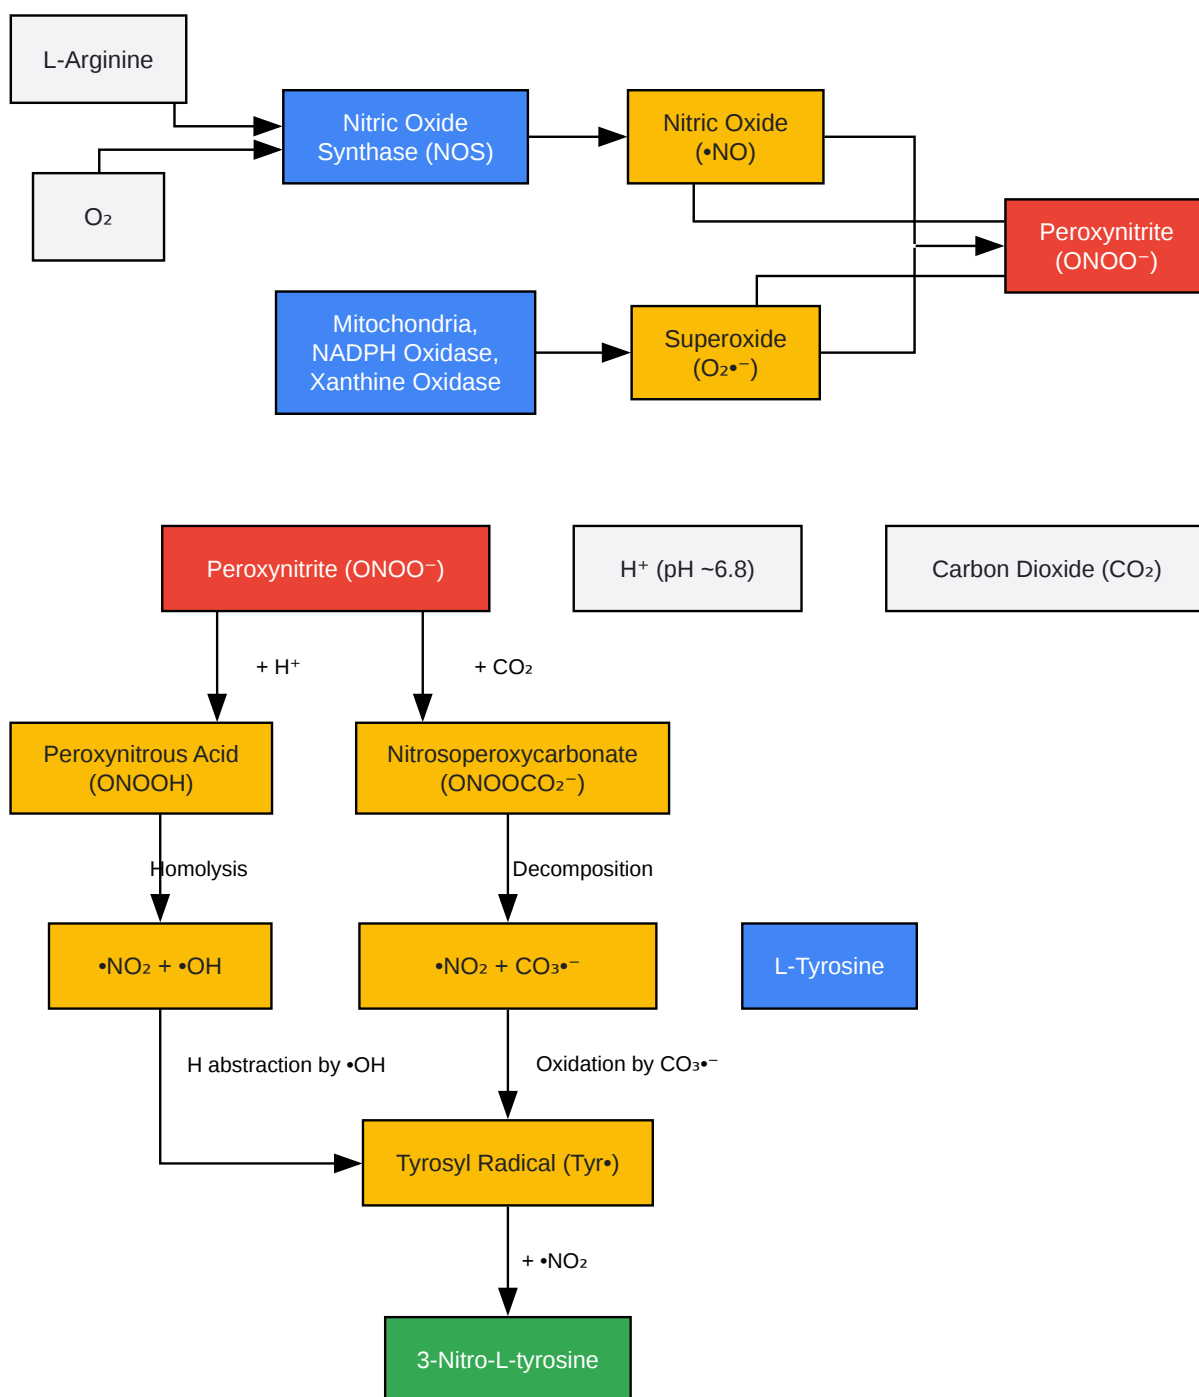 L-Arginine
Nitric Oxide
Synthase (NOS)
Nitric Oxide
(•NO)
O₂
Peroxynitrite
(ONOO⁻)
Mitochondria,
NADPH Oxidase,
Xanthine Oxidase
Superoxide
(O₂•⁻)
Peroxynitrite (ONOO⁻)
H⁺ (pH ~6.8)
Carbon Dioxide (CO₂)
+ H⁺
+ CO₂
Peroxynitrous Acid
(ONOOH)
Nitrosoperoxycarbonate
(ONOOCO₂⁻)
Homolysis
Decomposition
•NO₂ + •OH
•NO₂ + CO₃•⁻
L-Tyrosine
H abstraction by •OH
Oxidation by CO₃•⁻
Tyrosyl Radical (Tyr•)
+ •NO₂
3-Nitro-L-tyrosine